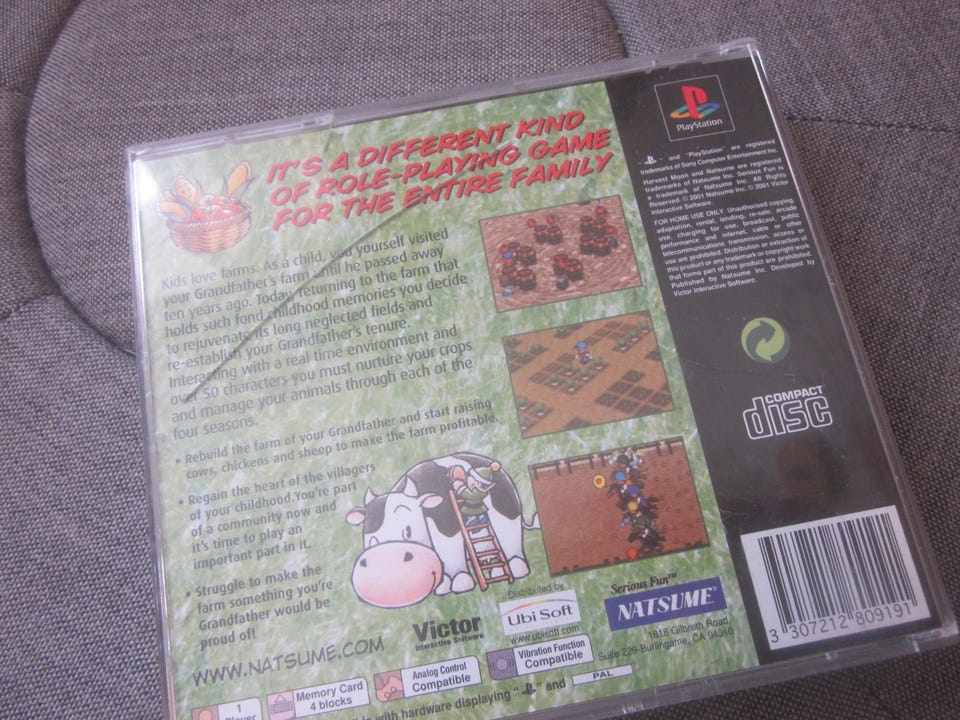 IT'S A DIFFERENT KIND
OF ROLE-PLAYING GAME
FOR THE ENTIRE FAMILY
Kids love farms. As a child, you yourself visited
your Grandfather's farm until he passed away
ten years ago. Today, returning to the farm that
holds such fond childhood memories you decide
to rejuvenate its long neglected fields and
re-establish your Grandfather's tenure.
Interacting with a real time environment and
over 50 characters you must nurture your crops
and manage your animals through each of the
four seasons.
• Rebuild the farm of your Grandfather and start raising
cows, chickens and sheep to make the farm profitable.
• Regain the heart of the villagers
of your childhood.You're part
of a community now and
it's time to play an
important part in it.
• Struggle to make the
farm something you're
Grandfather would be
proud of!
WWW.NATSUME.COM
Victor
Interactive Software
Distributed by
Ubi Soft
www.ubisoft.com
Serious Fun™
NATSUME®
1818 Gilbreth Road,
Suite 229-Burlingame, CA 94010
1
Player
Memory Card
4 blocks
Analog Control
Compatible
Vibration Function
Compatible
with hardware displaying " " and
PAL
PlayStation
" " and "PlayStation" are registered
trademarks of Sony Computer Entertainment Inc.
Harvest Moon and Natsume are registered
trademarks of Natsume Inc. Serious Fun is
a trademark of Natsume Inc. All Rights
Reserved. © 2001 Natsume Inc. © 2001 Victor
Interactive Software.
FOR HOME USE ONLY Unauthorised copying,
adaptation, rental, lending, re-sale, arcade
use, charging for use, broadcast, public
performance and internet, cable or other
telecommunications transmission, access or
use are prohibited. Distribution or extraction of
this product or any trademark or copyright work
that forms part of this product are prohibited.
Published by Natsume Inc. Developed by
Victor Interactive Software.
COMPACT
disc
3 307212 809191